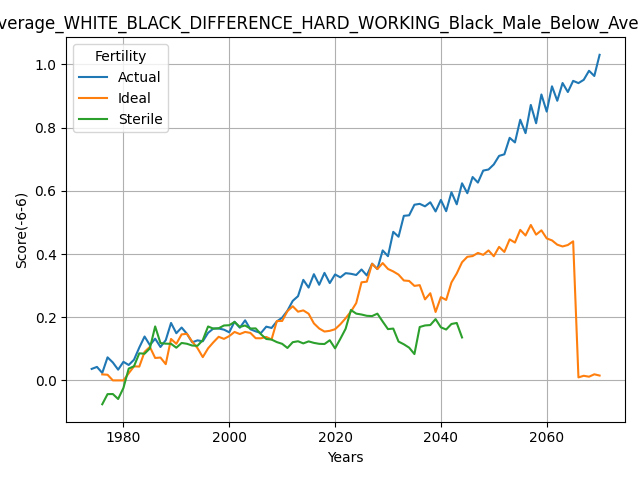 verage_WHITE_BLACK_DIFFERENCE_HARD_WORKING_Black_Male_Below_Ave
Fertility
Actual
Ideal
Sterile
Score(-6-6)
1.0
0.8
0.6
0.4
0.2
0.0
1980 2000 2020 2040 2060
Years